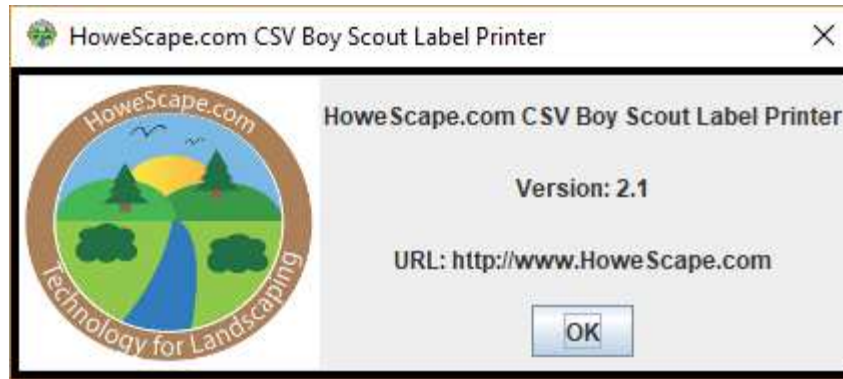 HoweScape.com CSV Boy Scout Label Printer
HoweScape.com
Technology for Landscaping
HoweScape.com CSV Boy Scout Label Printer
Version: 2.1
URL: http://www.HoweScape.com
OK